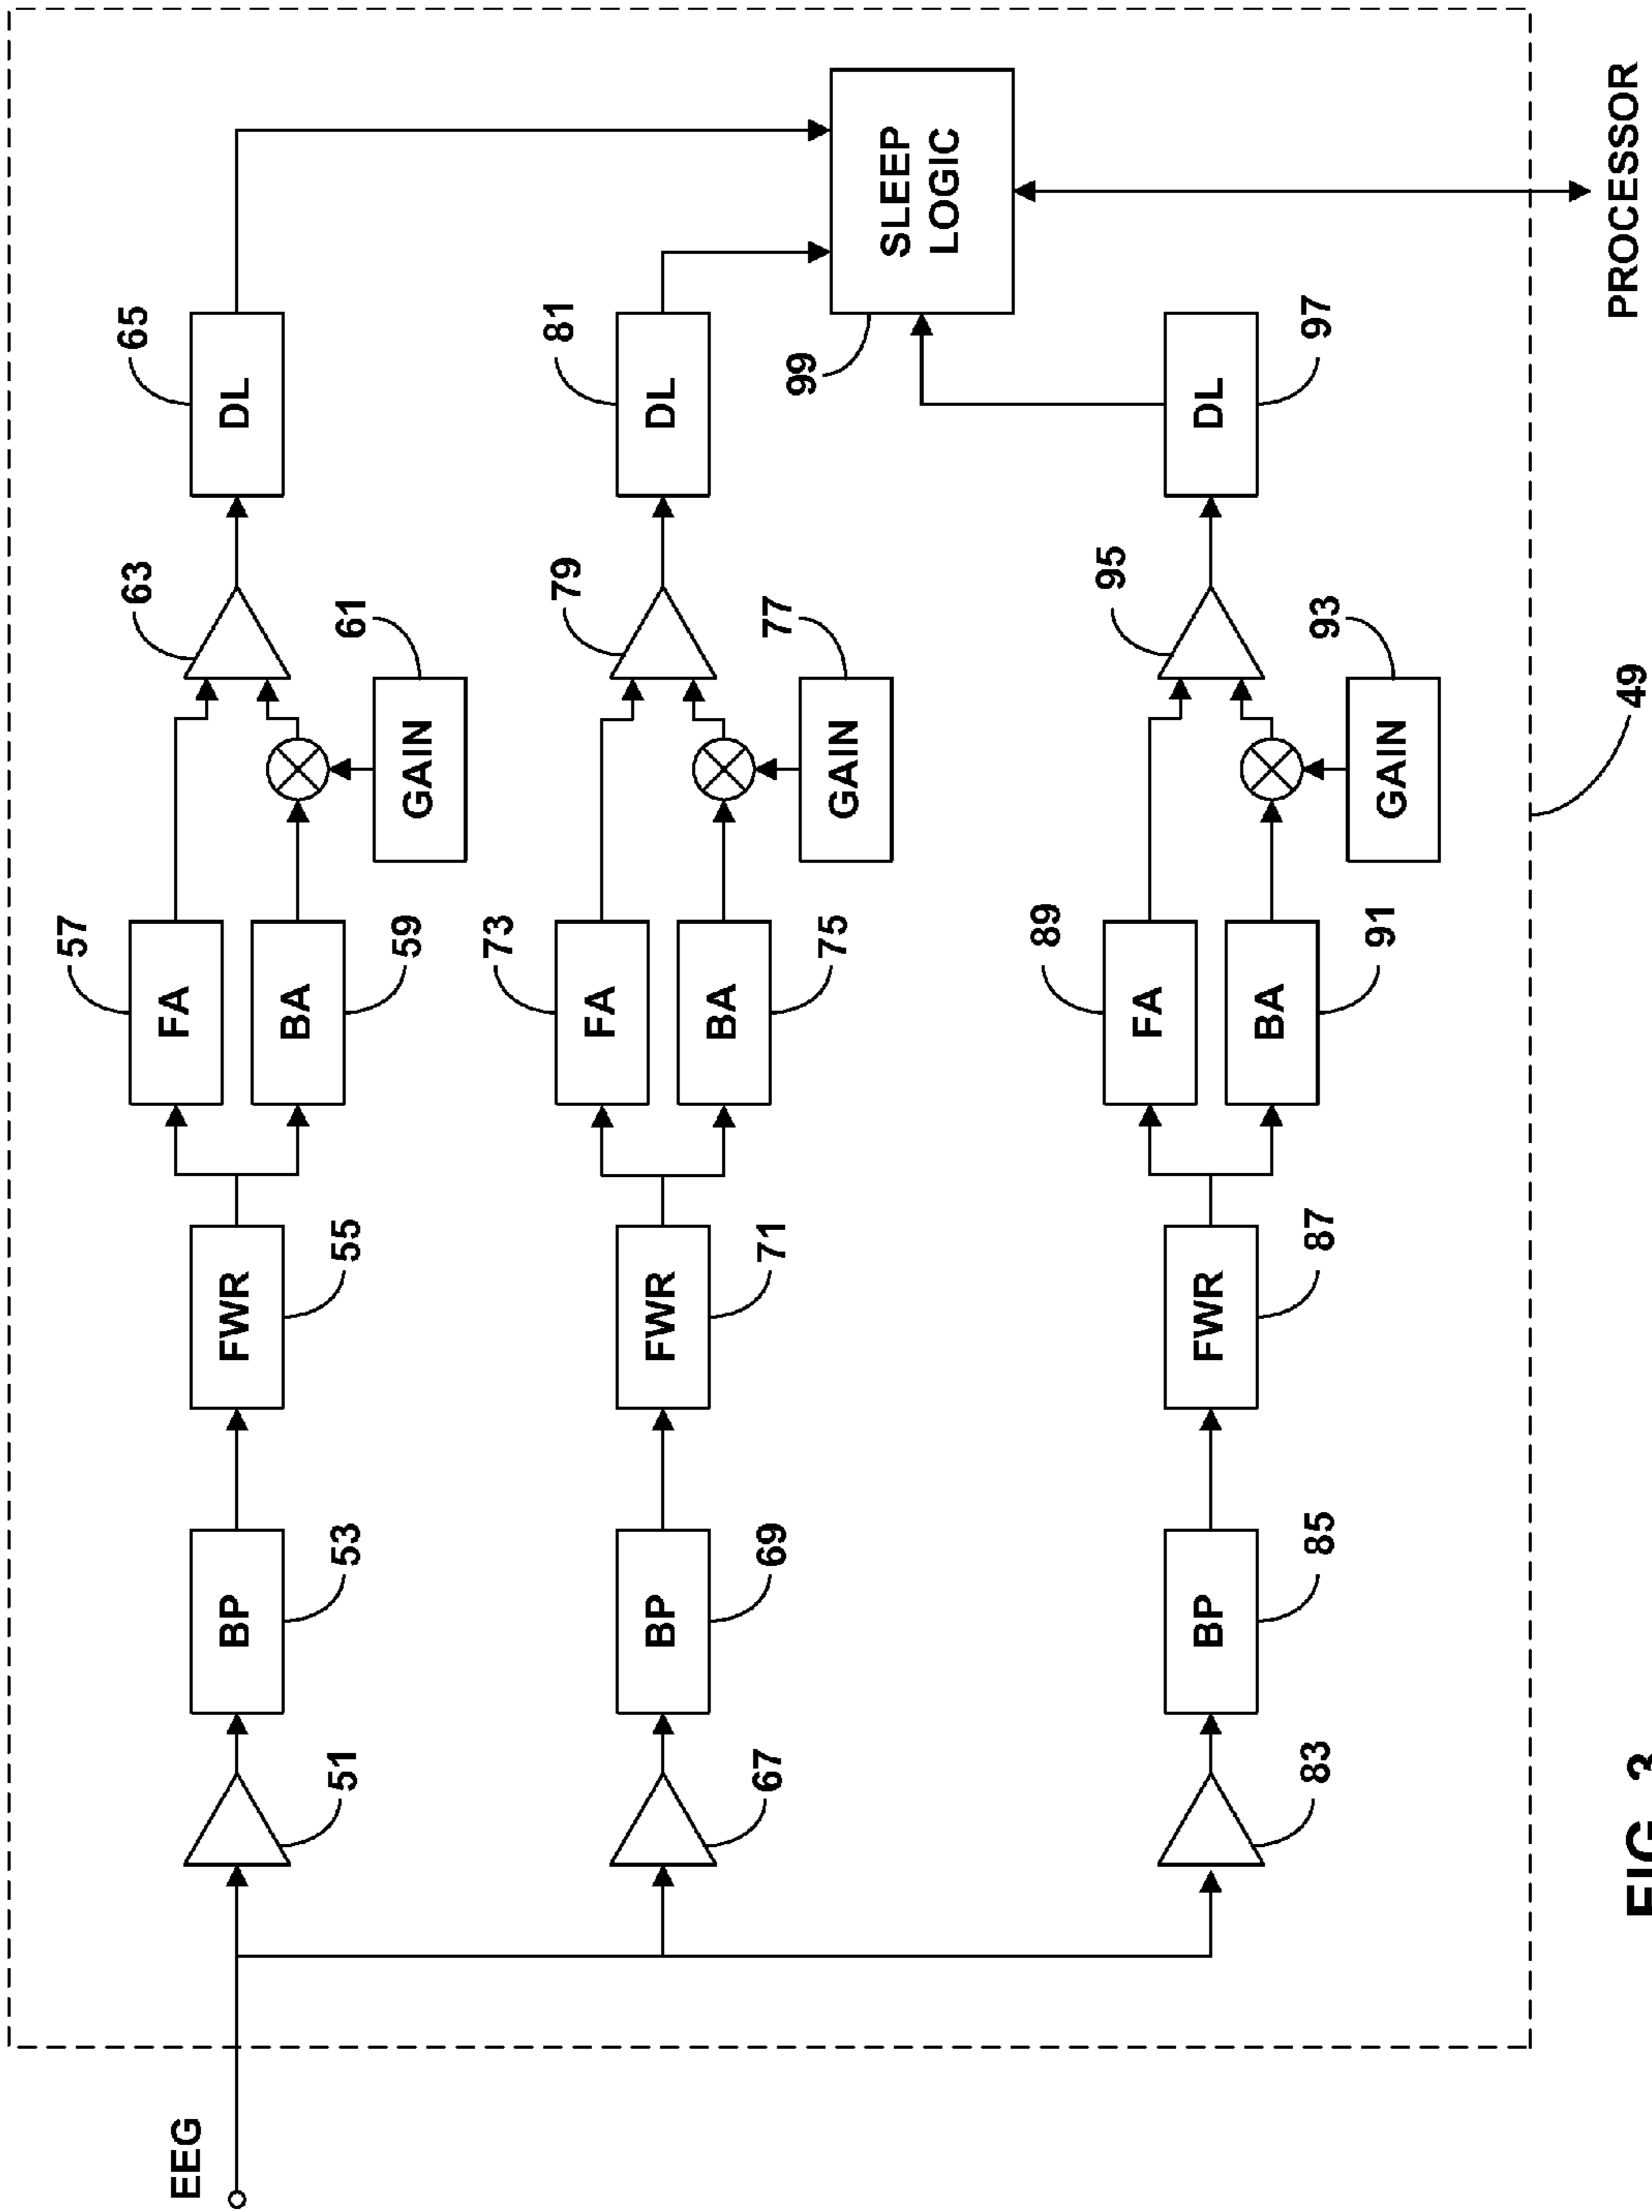 57
63
65
EEG
FA
BP
FWR
DL
BA
51
53
55
59
61
GAIN
73
79
81
FA
BP
FWR
DL
BA
67
69
71
75
77
GAIN
99
SLEEP
LOGIC
89
95
FA
BP
FWR
DL
BA
83
85
87
91
93
97
GAIN
49
PROCESSOR
FIG. 3